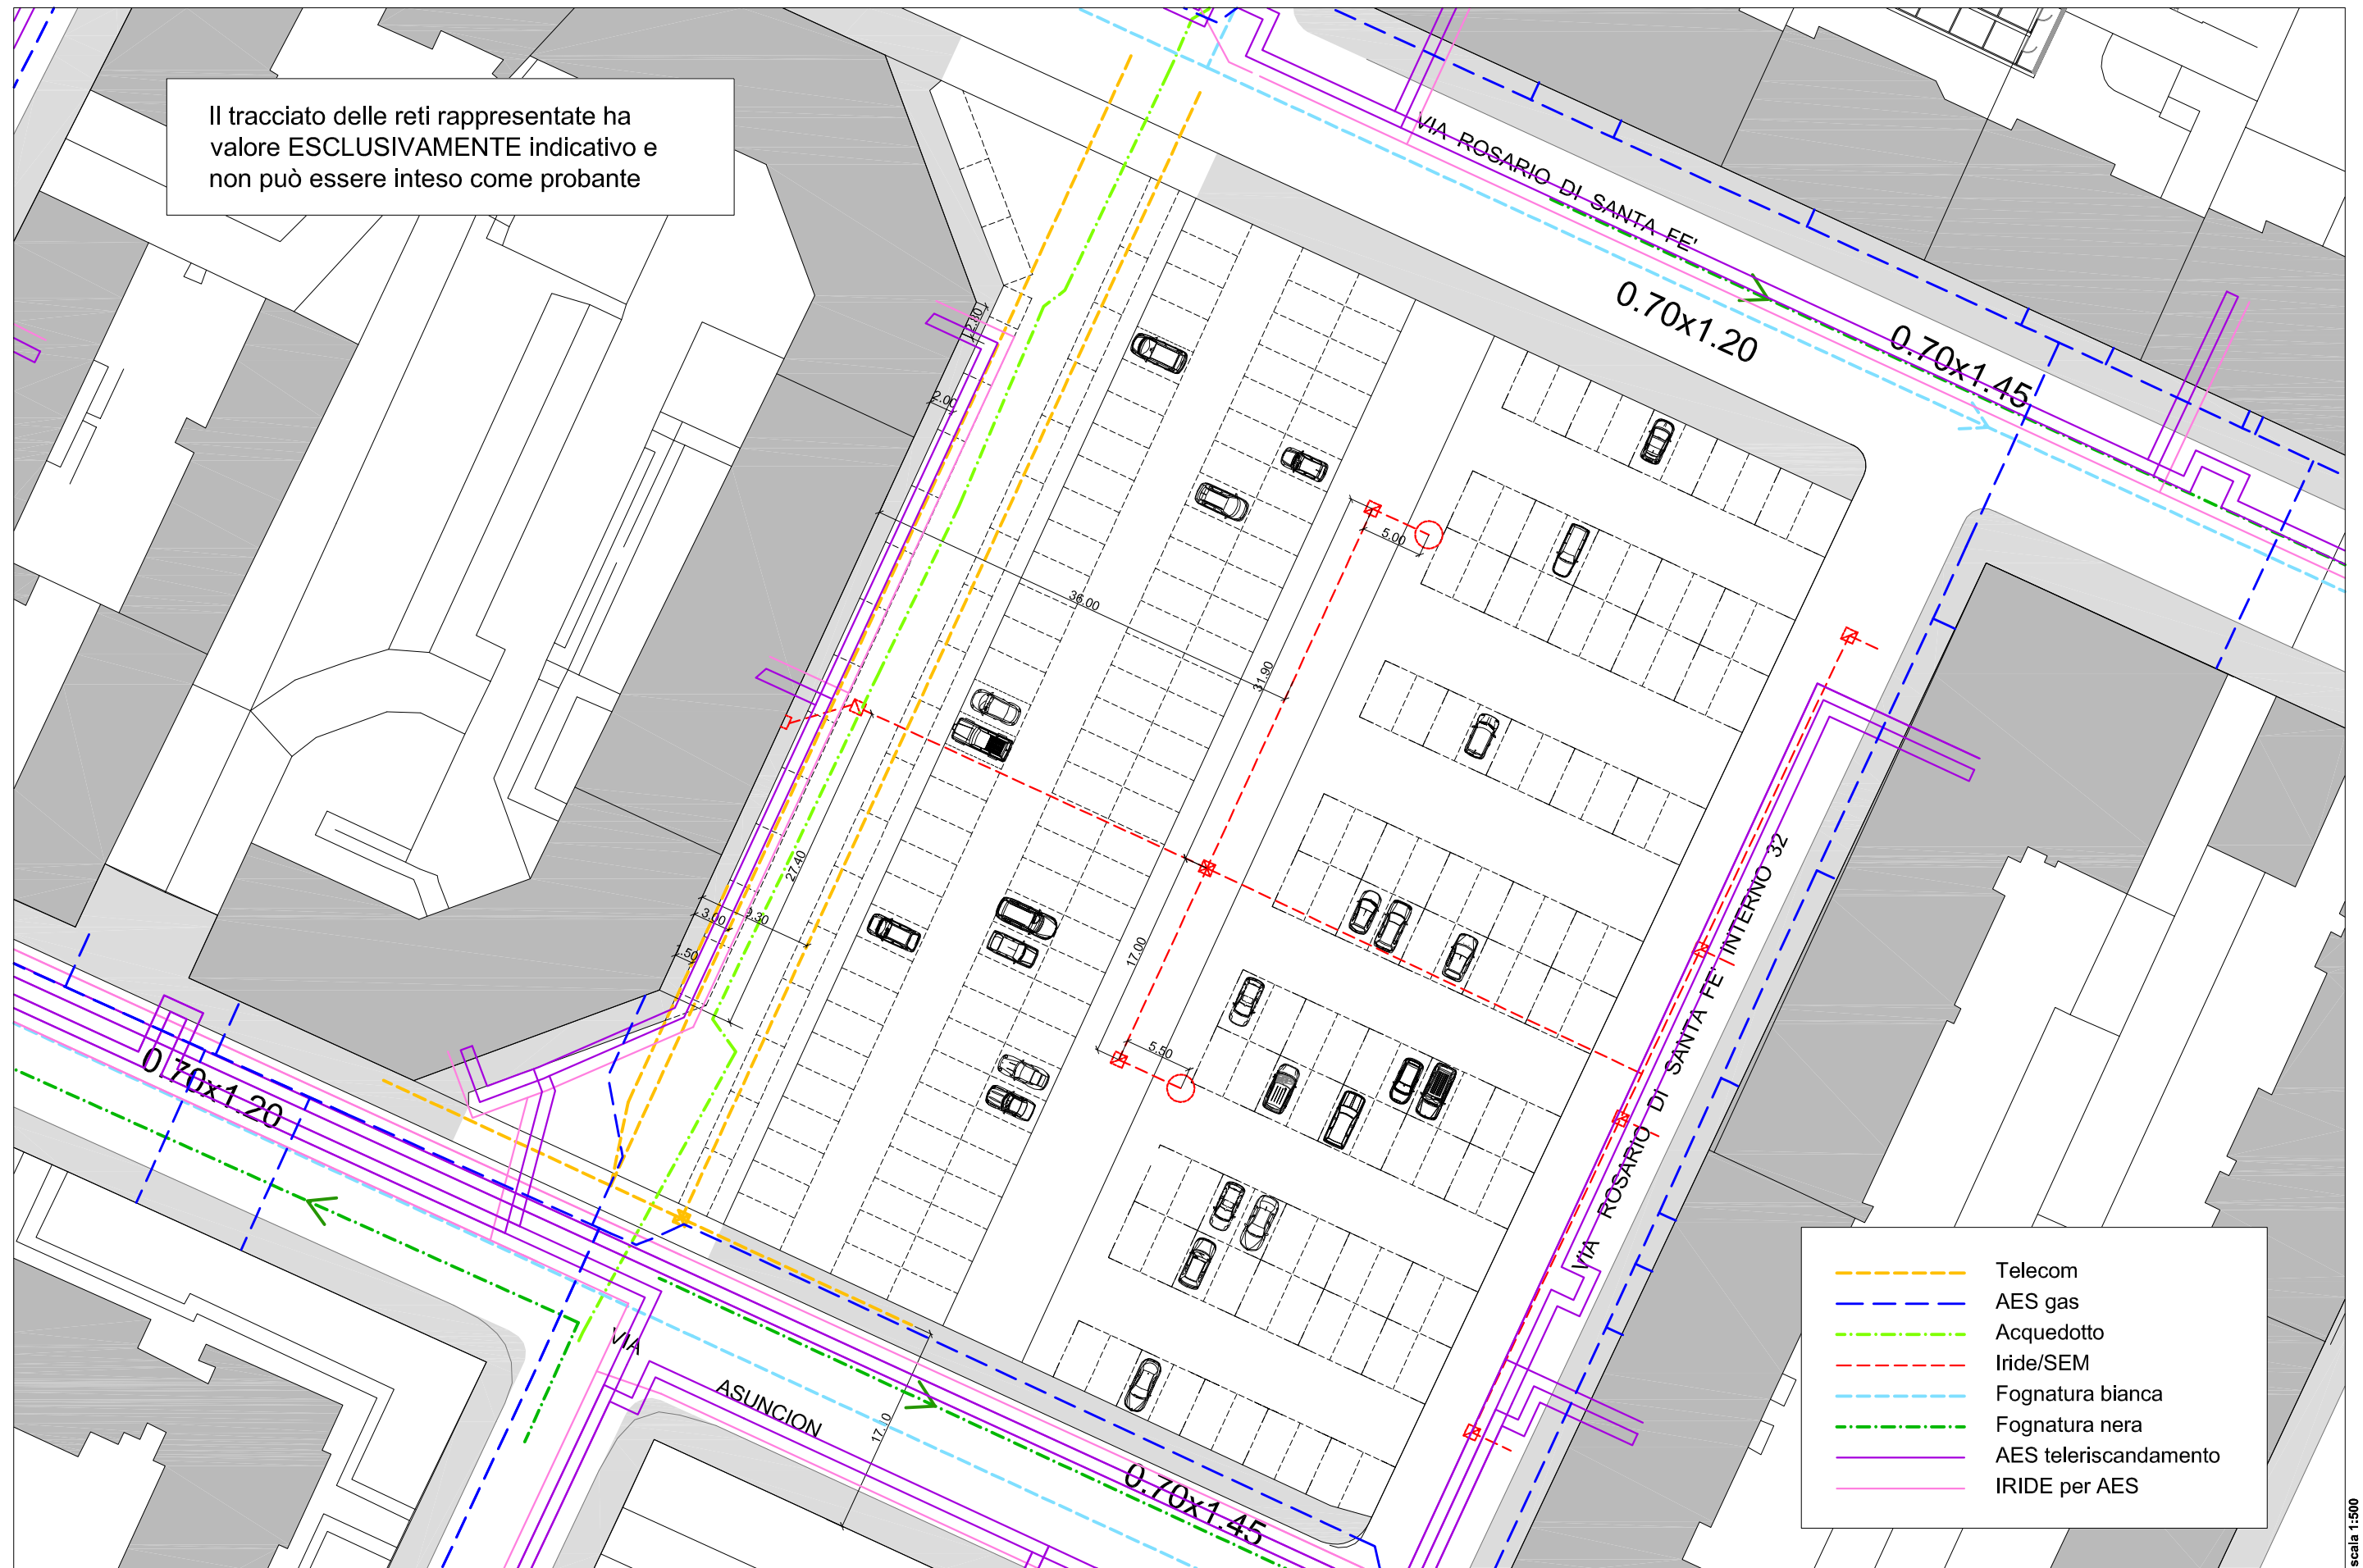 Il tracciato delle reti rappresentate ha
valore ESCLUSIVAMENTE indicativo e
non può essere inteso come probante
VIA ROSARIO DI SANTA FE'
0.70x1.20
0.70x1.45
2.80
2.00
5.00
36.00
31.90
27.40
3.00
9.30
1.50
17.00
5.50
0.70x1.20
VIA ROSARIO DI SANTA FE' INTERNO 32
VIA
ASUNCION
17.0
0.70x1.45
Telecom
AES gas
Acquedotto
Iride/SEM
Fognatura bianca
Fognatura nera
AES teleriscandamento
IRIDE per AES
scala 1:500